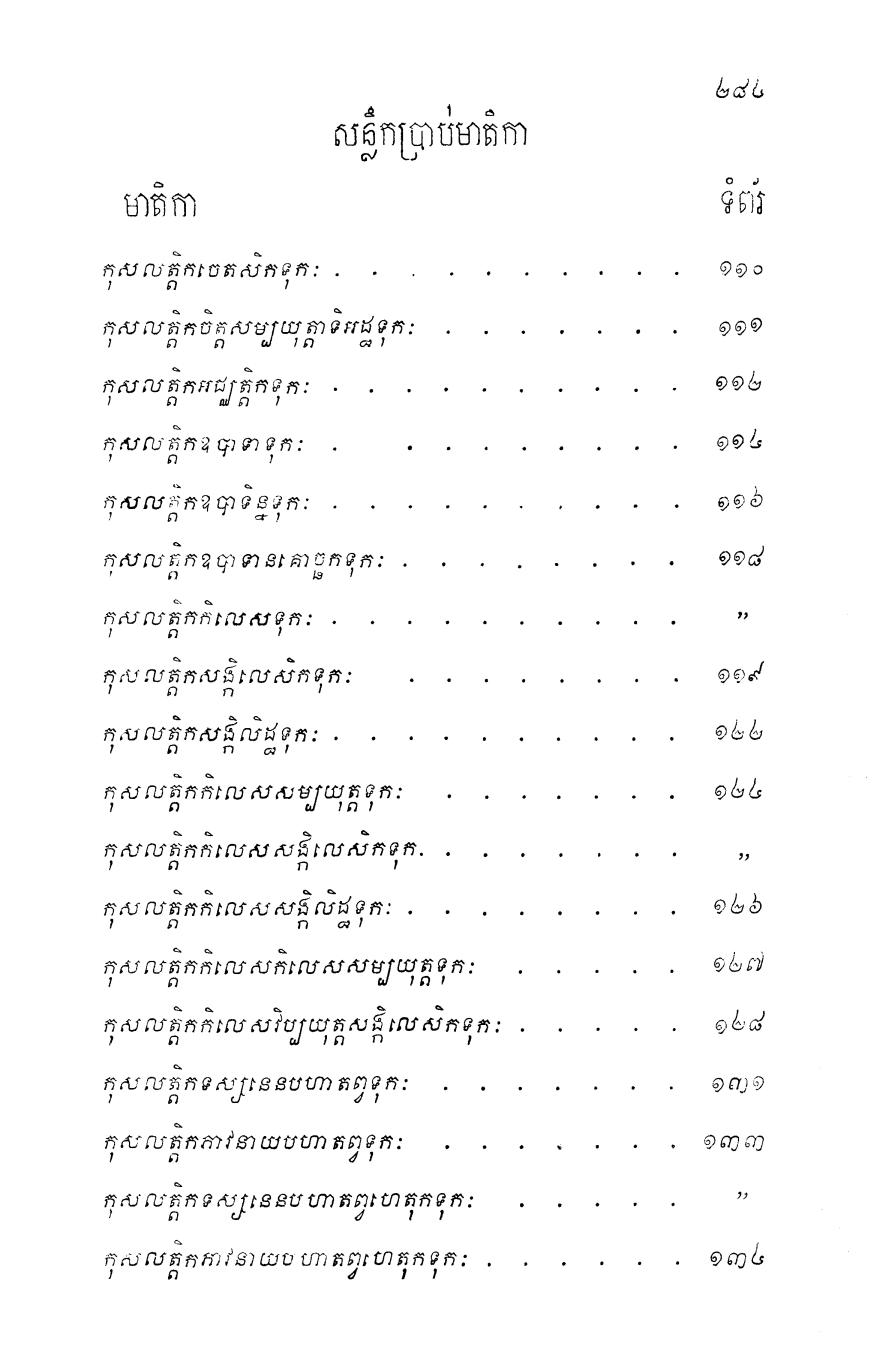 ២៨៤
សន្លឹកប្រាប់មាតិកា
មាតិកា ទំព័រ
កុសលត្តិកចេតសិកទុកៈ . . . . . . . . . . ១១០
កុសលត្តិកចិត្តសម្បយុត្តាទិអដ្ឋទុកៈ . . . . . . . ១១១
កុសលត្តិកអជ្ឈត្តិកទុកៈ . . . . . . . . . . ១១២
កុសលត្តិកឧបាទាទុកៈ . . . . . . . . . ១១៤
កុសលត្តិកឧបាទិន្នទុកៈ . . . . . . . . . . ១១៦
កុសលត្តិកឧបាទានគោច្ឆកទុកៈ . . . . . . . . ១១៨
កុសលត្តិកកិលេសទុកៈ . . . . . . . . . . ”
កុសលត្តិកសង្កិលេសិកទុកៈ . . . . . . . . ១១៩
កុសលត្តិកសង្កិលិដ្ឋទុកៈ . . . . . . . . . . ១២២
កុសលត្តិកកិលេសសម្បយុត្តទុកៈ . . . . . . . ១២៤
កុសលត្តិកកិលេសសង្កិលេសិកទុក. . . . . . . . ”
កុសលត្តិកកិលេសសង្កិលិដ្ឋទុកៈ . . . . . . . . ១២៦
កុសលត្តិកកិលេសកិលេសសម្បយុត្តទុកៈ . . . . . ១២៧
កុសលត្តិកកិលេសវិប្បយុត្តសង្កិលេសិកទុកៈ . . . . . ១២៨
កុសលត្តិកទស្សនេនបហាតព្វទុកៈ . . . . . . . ១៣១
កុសលត្តិកភាវនាយបហាតព្វទុកៈ . . . . . . . ១៣៣
កុសលត្តិកទស្សនេនបហាតព្វហេតុកទុកៈ . . . . . ”
កុសលត្តិកភាវនាយបហាតព្វហេតុកទុកៈ . . . . . . ១៣៤